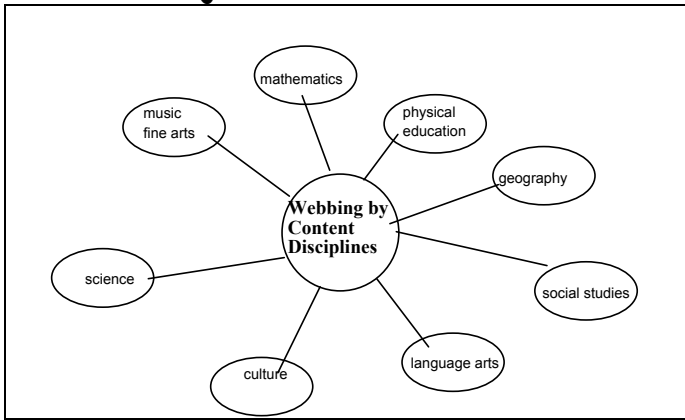 mathematics
music
fine arts
physical
education
geography
Webbing by
Content
Disciplines
science
social studies
language arts
culture